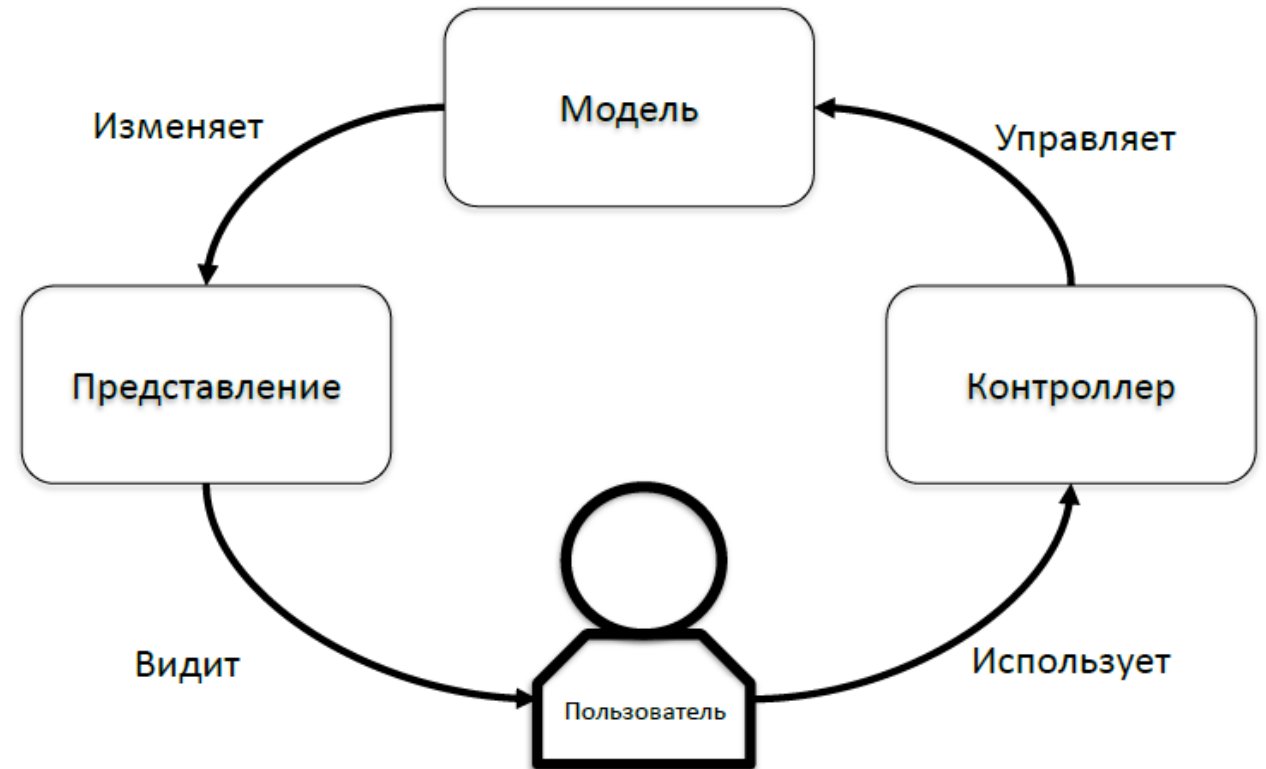 Модель
Изменяет
Управляет
Представление
Контроллер
Видит
Использует
Пользователь